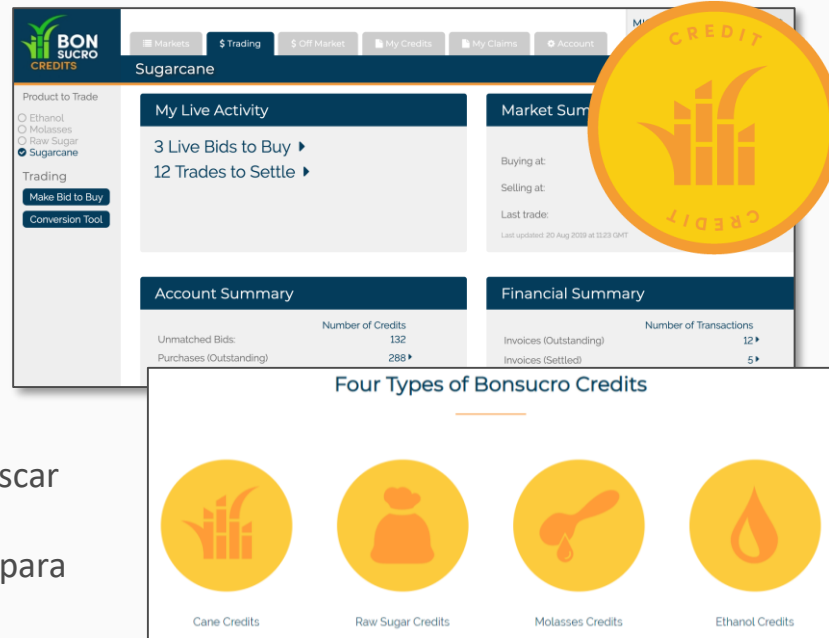 BON
SUCRO
CREDITS
Markets
$ Trading
$ Off Market
My Credits
My Claims
Account
Sugarcane
Product to Trade
Ethanol
Molasses
Raw Sugar
Sugarcane
Trading
Make Bid to Buy
Conversion Tool
My Live Activity
3 Live Bids to Buy
12 Trades to Settle
Market Sum
Buying at:
Selling at:
Last trade:
Last updated: 20 Aug 2019 at 11:23 GMT
CREDIT
CREDIT
Account Summary
Number of Credits
Unmatched Bids: 132
Purchases (Outstanding) 288
Financial Summary
Number of Transactions
Invoices (Outstanding) 12
Invoices (Settled) 5
Four Types of Bonsucro Credits
Cane Credits
Raw Sugar Credits
Molasses Credits
Ethanol Credits
scar
para